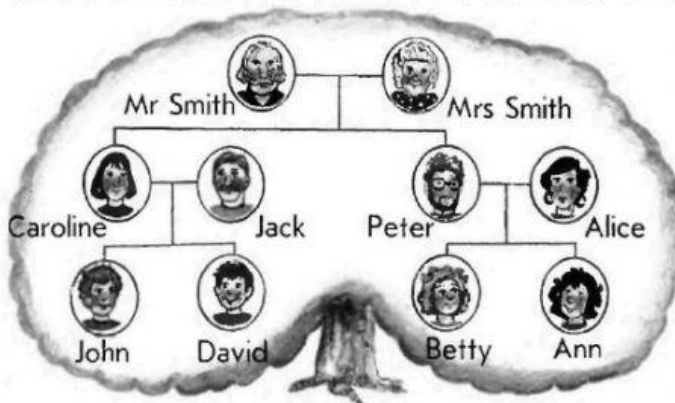 Mr Smith
Mrs Smith
Caroline
Jack
Peter
Alice
John
David
Betty
Ann